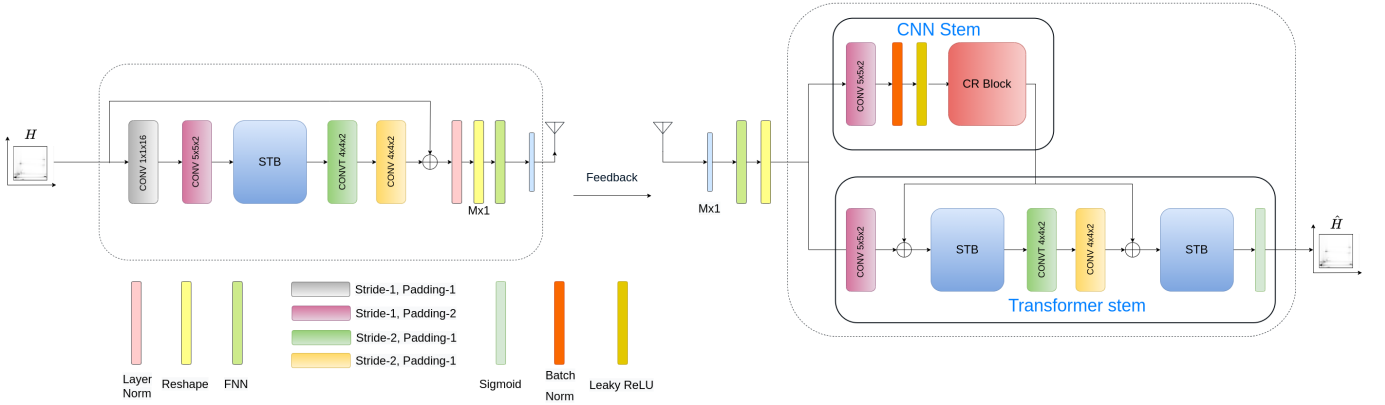 H
CONV 1x1x16
CONV 5x5x2
STB
CONVT 4x4x2
CONV 4x4x2
Mx1
Feedback
Mx1
CNN Stem
CONV 5x5x2
CR Block
CONV 5x5x2
STB
CONVT 4x4x2
CONV 4x4x2
STB
Transformer stem
Ĥ
Layer
Norm
Reshape
FNN
Stride-1, Padding-1
Stride-1, Padding-2
Stride-2, Padding-1
Stride-2, Padding-1
Sigmoid
Batch
Norm
Leaky ReLU